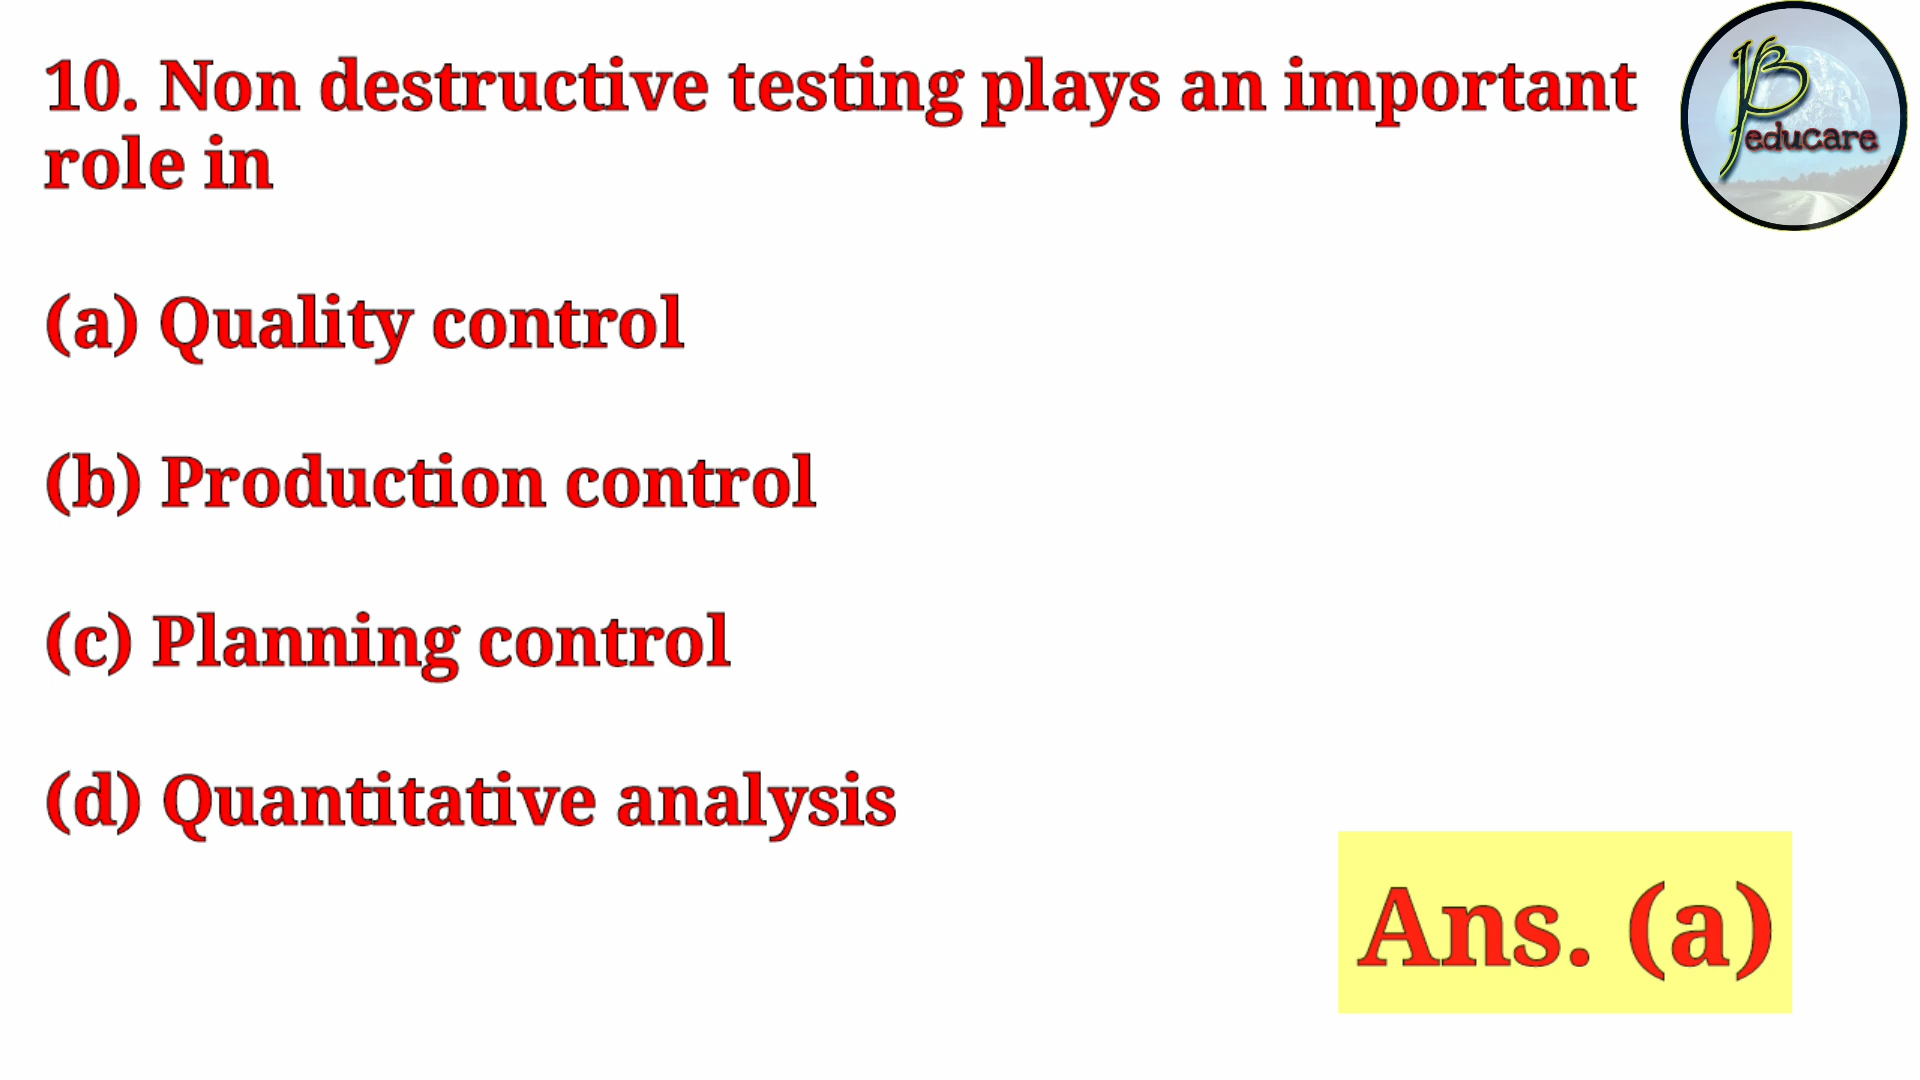 10. Non destructive testing plays an important
role in
(a) Quality control
(b) Production control
(c) Planning control
(d) Quantitative analysis
Ans. (a)
educare